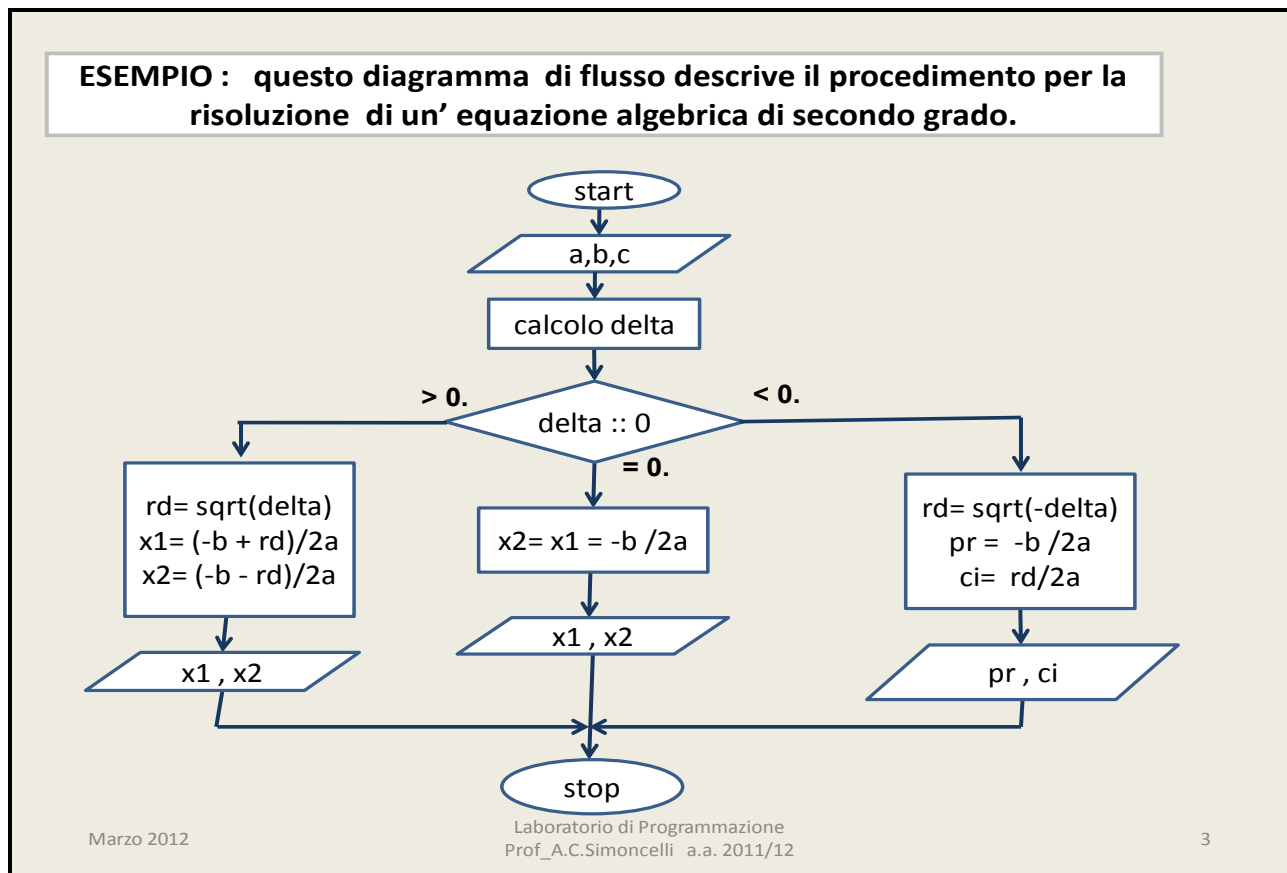 ESEMPIO : questo diagramma di flusso descrive il procedimento per la
risoluzione di un' equazione algebrica di secondo grado.
start
a,b,c
calcolo delta
> 0.
< 0.
delta :: 0
= 0.
rd= sqrt(delta)
x1= (-b + rd)/2a
x2= (-b - rd)/2a
x2= x1 = -b /2a
rd= sqrt(-delta)
pr = -b /2a
ci= rd/2a
x1 , x2
x1 , x2
pr , ci
stop
Marzo 2012
Laboratorio di Programmazione
Prof_A.C.Simoncelli a.a. 2011/12
3